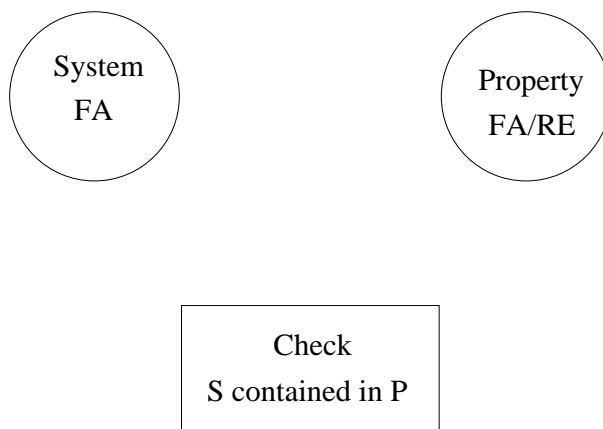 System
FA
Property
FA/RE
Check
S contained in P